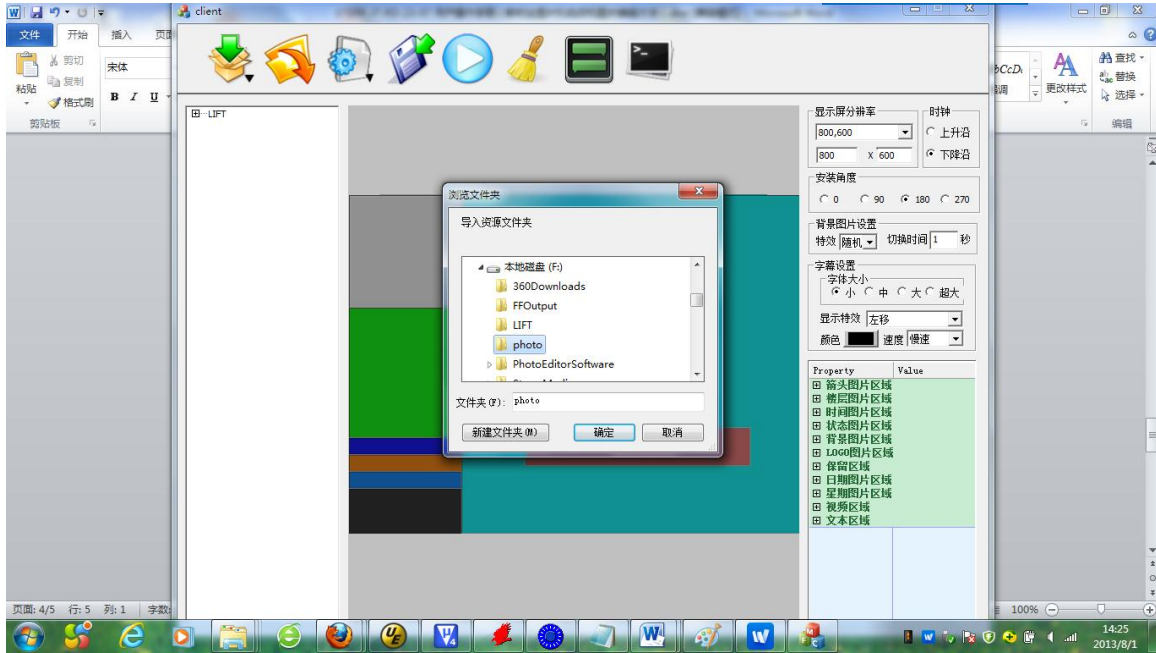 client
文件 开始 插入
剪切
复制
粘贴 格式刷
剪贴板
宋体
B I U
更改样式
查找
替换
选择
编辑
LIFT
显示屏分辨率
800,600
800 X 600
时钟
上升沿
下降沿
安装角度
0 90 180 270
背景图片设置
特效 随机 切换时间 1 秒
字幕设置
字体大小
小 中 大 超大
显示特效 左移
颜色 速度 慢速
Property Value
箭头图片区域
楼层图片区域
时间图片区域
状态图片区域
背景图片区域
LOGO图片区域
保留区域
日期图片区域
星期图片区域
视频区域
文本区域
浏览文件夹
导入资源文件夹
本地磁盘 (F:)
360Downloads
FFOutput
LIFT
photo
PhotoEditorSoftware
文件夹(F): photo
新建文件夹(M) 确定 取消
页面: 4/5 行: 5 列: 1 字数:
100%
14:25
2013/8/1